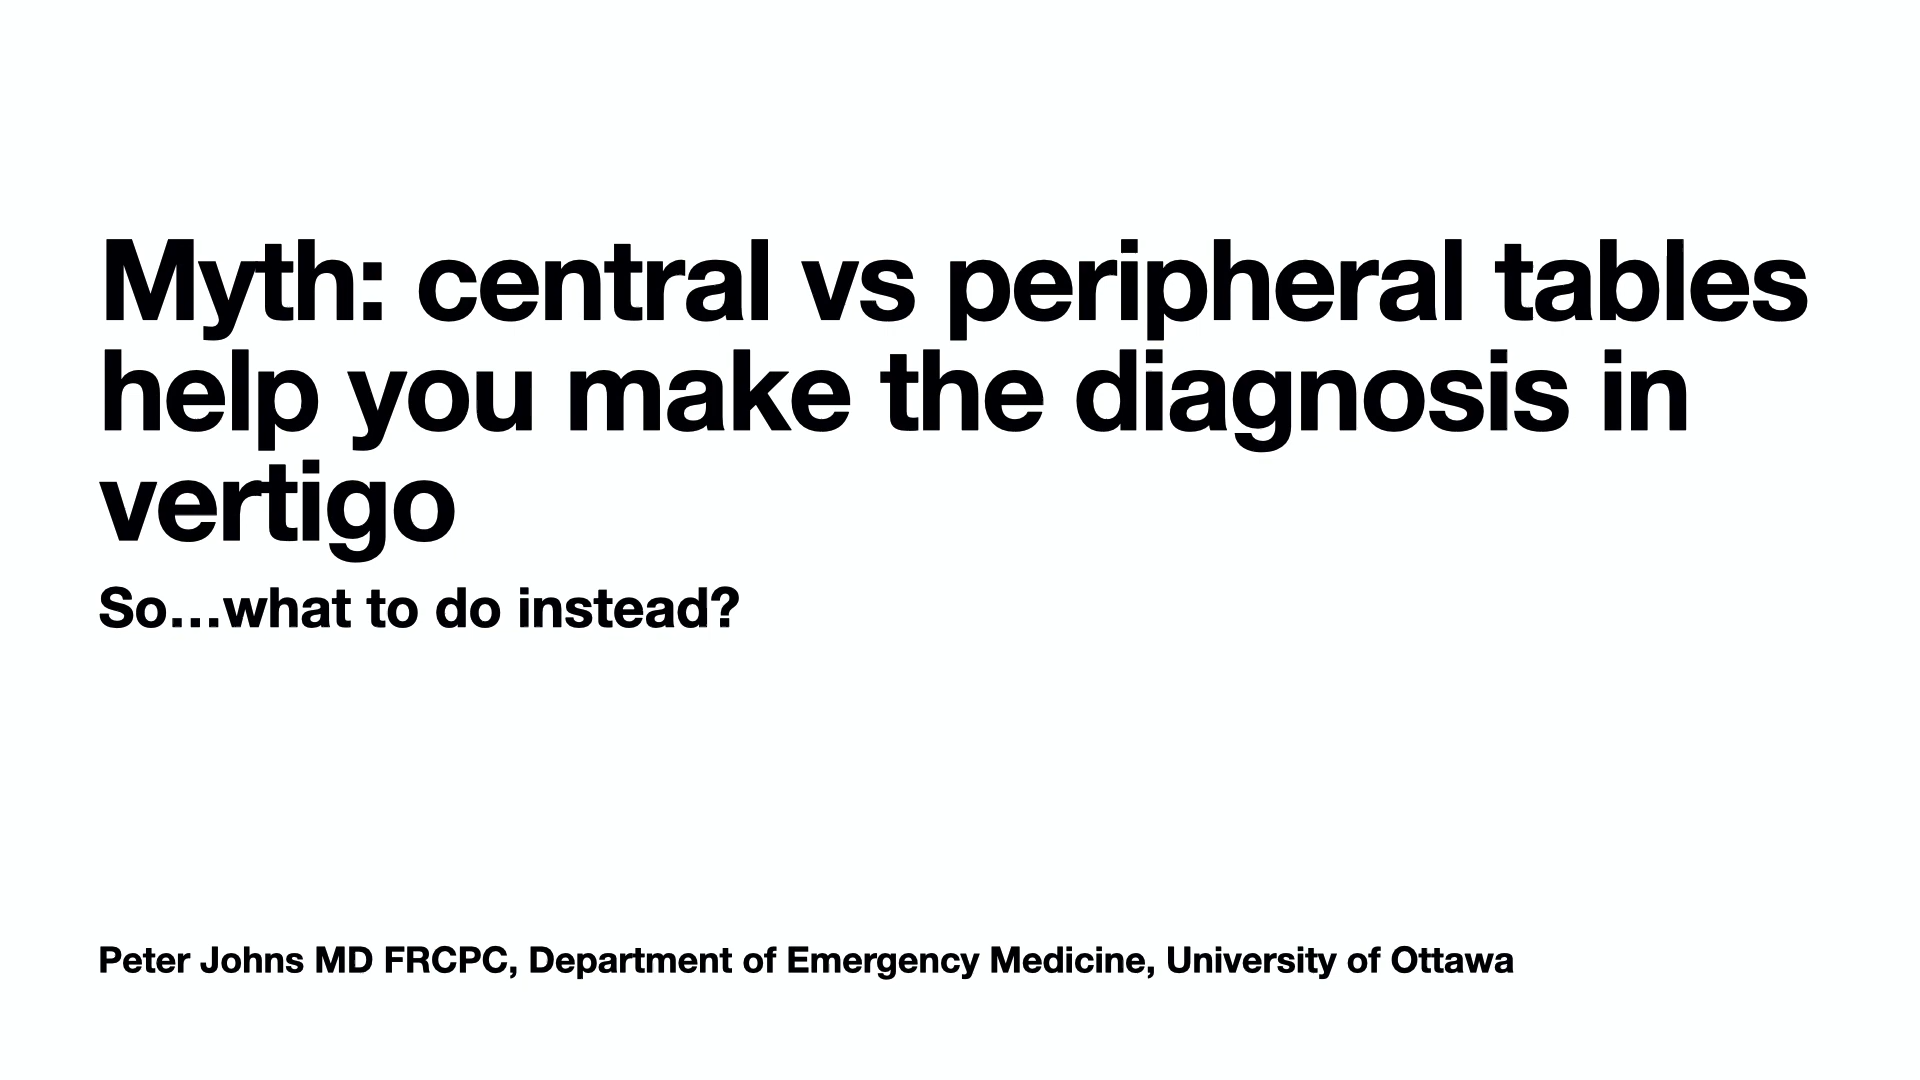 Myth: central vs peripheral tables
help you make the diagnosis in
vertigo
So…what to do instead?
Peter Johns MD FRCPC, Department of Emergency Medicine, University of Ottawa